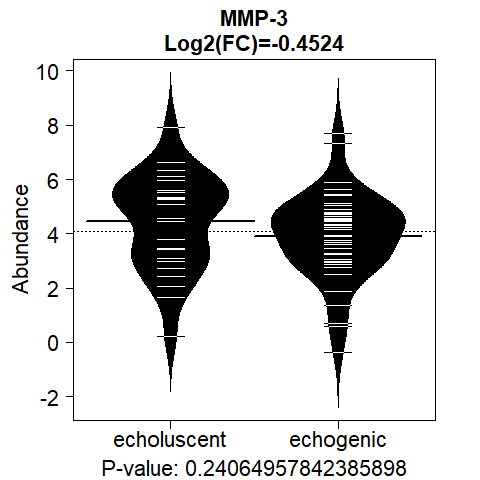 MMP-3
Log2(FC)=-0.4524
Abundance
10
8
6
4
2
0
-2
echoluscent echogenic
P-value: 0.24064957842385898